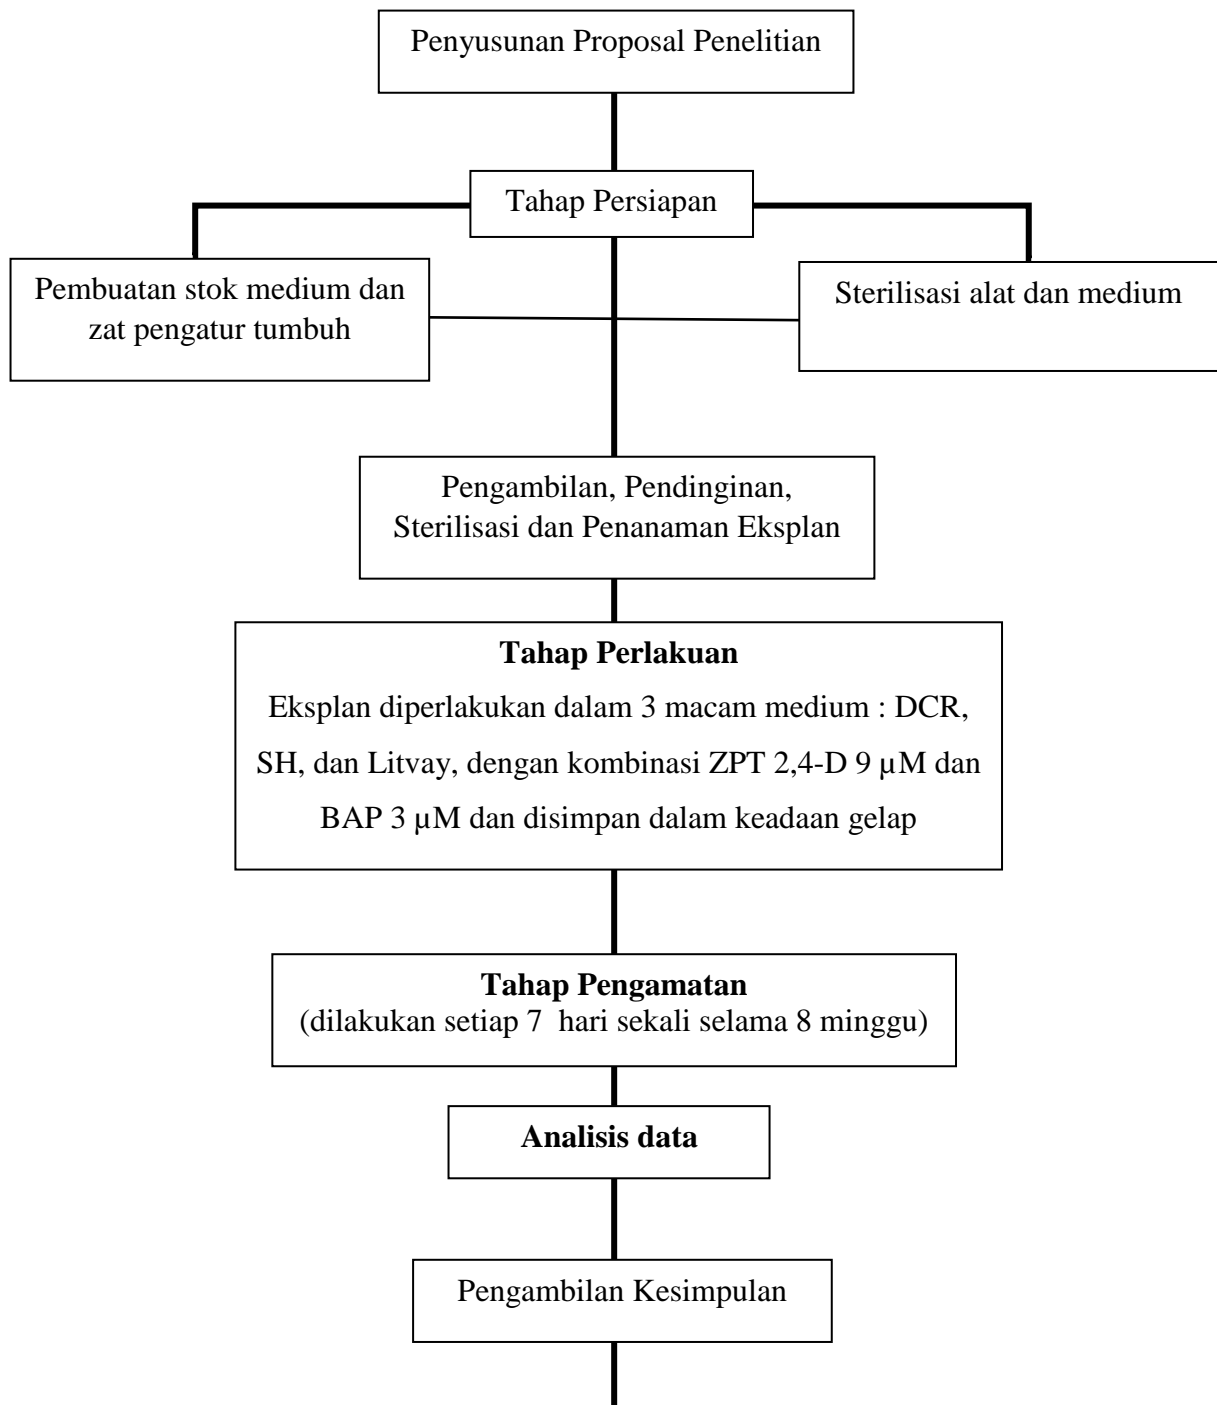 Penyusunan Proposal Penelitian
Tahap Persiapan
Pembuatan stok medium dan
zat pengatur tumbuh
Sterilisasi alat dan medium
Pengambilan, Pendinginan,
Sterilisasi dan Penanaman Eksplan
Tahap Perlakuan
Eksplan diperlakukan dalam 3 macam medium : DCR,
SH, dan Litvay, dengan kombinasi ZPT 2,4-D 9 µM dan
BAP 3 µM dan disimpan dalam keadaan gelap
Tahap Pengamatan
(dilakukan setiap 7  hari sekali selama 8 minggu)
Analisis data
Pengambilan Kesimpulan